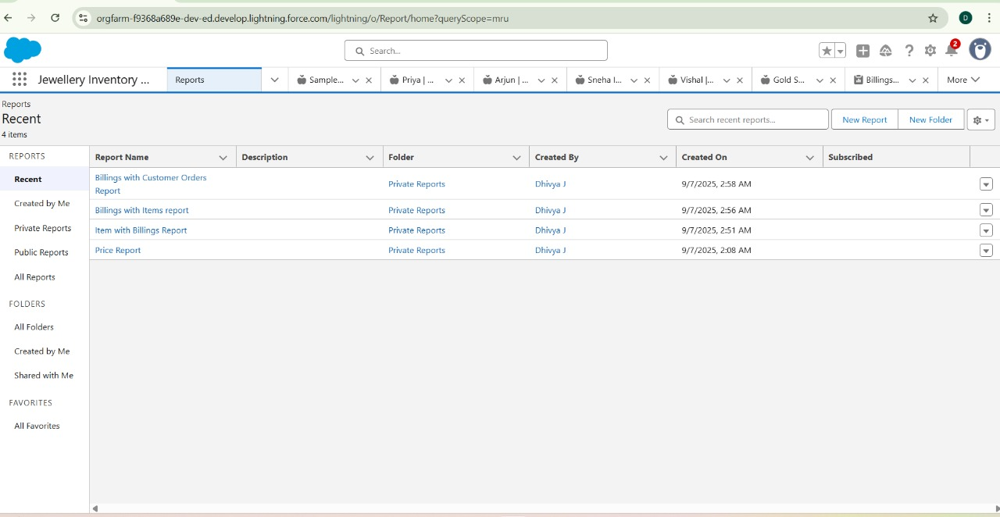 orgfarm-f9368a689e-dev-ed.develop.lightning.force.com/lightning/o/Report/home?queryScope=mru
D
Search...
2
Jewellery Inventory ...
Reports
Sample...
Priya | ...
Arjun | ...
Sneha I...
Vishal |...
Gold S...
Billings...
More
Reports
Recent
4 items
Search recent reports...
New Report
New Folder
REPORTS
Recent
Created by Me
Private Reports
Public Reports
All Reports
FOLDERS
All Folders
Created by Me
Shared with Me
FAVORITES
All Favorites
Report Name Description Folder Created By Created On Subscribed
Billings with Customer Orders
Report
Private Reports Dhivya J 9/7/2025, 2:58 AM
Billings with Items report Private Reports Dhivya J 9/7/2025, 2:56 AM
Item with Billings Report Private Reports Dhivya J 9/7/2025, 2:51 AM
Price Report Private Reports Dhivya J 9/7/2025, 2:08 AM